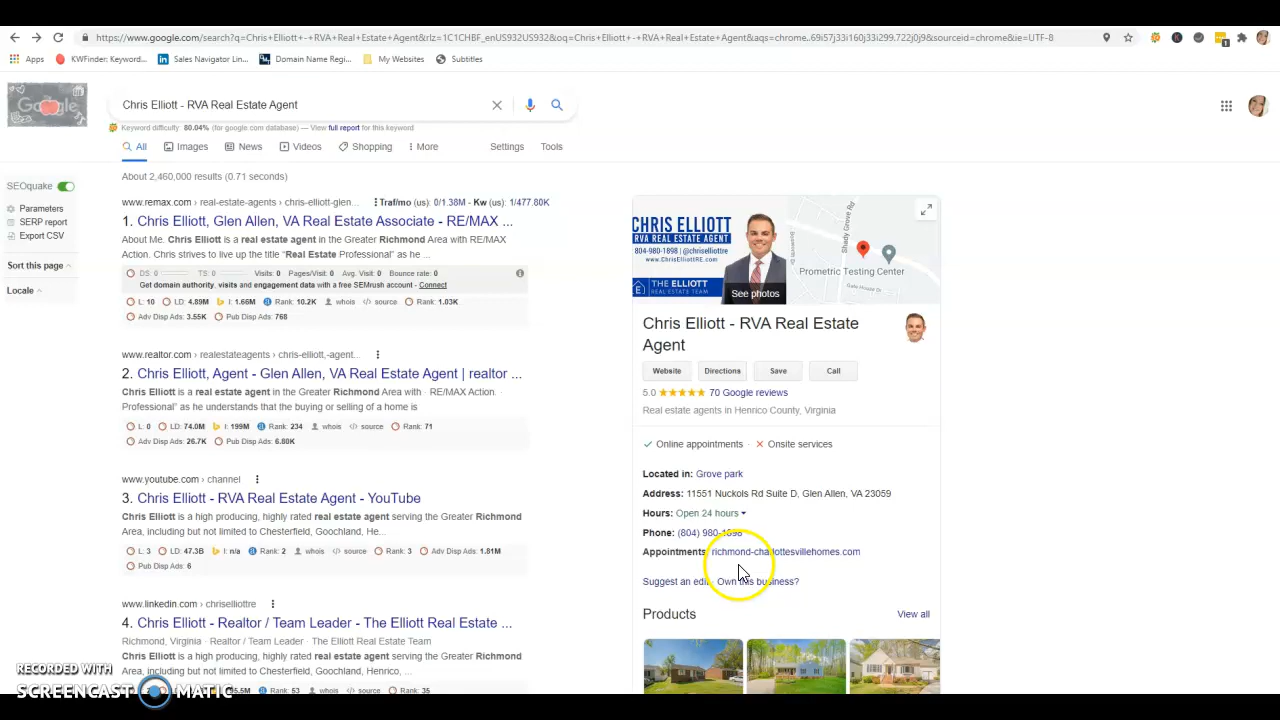 https://www.google.com/search?q=Chris+Elliott+-+RVA+Real+Estate+Agent&rlz=1C1CHBF_enUS932US932&oq=Chris+Elliott+-+RVA+Real+Estate+Agent&aqs=chrome..69i57j33i160j33i299.722j0j9&sourceid=chrome&ie=UTF-8
Apps KWFinder: Keyword... Sales Navigator Lin... Domain Name Regi... My Websites Subtitles
Google
Chris Elliott - RVA Real Estate Agent
Keyword difficulty: 80.04% (for google.com database) — View full report for this keyword
All Images News Videos Shopping More Settings Tools
About 2,460,000 results (0.71 seconds)
SEOquake
Parameters
SERP report
Export CSV
Sort this page
Locale
www.remax.com › real-estate-agents › chris-elliott-glen... Traf/mo (us): 0/1.38M - Kw (us): 1/477.80K
1. Chris Elliott, Glen Allen, VA Real Estate Associate - RE/MAX ...
About Me. Chris Elliott is a real estate agent in the Greater Richmond Area with RE/MAX
Action. Chris strives to live up to the title "Real Estate Professional" as he ...
DS 0 TS: 0 Visits: 0 Pages/Visit: 0 Avg. Visit: 0 Bounce rate: 0
Get domain authority, visits and engagement data with a free SEMrush account - Connect
L: 10 LD: 4.89M I: 1.66M Rank: 10.2K whois source Rank: 1.03K
Adv Disp Ads: 3.55K Pub Disp Ads: 768
www.realtor.com › realestateagents › chris-elliott,-agent...
2. Chris Elliott, Agent - Glen Allen, VA Real Estate Agent | realtor ...
Chris Elliott is a real estate agent in the Greater Richmond Area with · RE/MAX Action. ·
Professional" as he understands that the buying or selling of a home is
L: 0 LD: 74.0M I: 199M Rank: 234 whois source Rank: 71
Adv Disp Ads: 26.7K Pub Disp Ads: 6.80K
www.youtube.com › channel
3. Chris Elliott - RVA Real Estate Agent - YouTube
Chris Elliott is a high producing, highly rated real estate agent serving the Greater Richmond
Area, including but not limited to Chesterfield, Goochland, He...
L: 3 LD: 47.3B I: n/a Rank: 2 whois source Rank: 3 Adv Disp Ads: 1.81M
Pub Disp Ads: 6
www.linkedin.com › chriselliottre
4. Chris Elliott - Realtor / Team Leader - The Elliott Real Estate ...
Richmond, Virginia · Realtor / Team Leader · The Elliott Real Estate Team
Chris Elliott is a high producing, highly rated real estate agent serving the Greater Richmond
Area, including but not limited to Chesterfield, Goochland, Henrico, ...
Rank: 53 whois source Rank: 35
CHRIS ELLIOTT
RVA REAL ESTATE AGENT
804-980-1898 | @chriselliottre
www.ChrisElliottRE.com
THE ELLIOTT
REAL ESTATE TEAM
See photos
Shady Grove Rd
Prometric Testing Center
Chris Elliott - RVA Real Estate
Agent
Website Directions Save Call
5.0 70 Google reviews
Real estate agents in Henrico County, Virginia
Online appointments · Onsite services
Located in: Grove park
Address: 11551 Nuckols Rd Suite D, Glen Allen, VA 23059
Hours: Open 24 hours
Phone: (804) 980-1898
Appointments: richmond-charlottesvillehomes.com
Suggest an edit · Own this business?
Products View all
RECORDED WITH
SCREENCAST MATIC